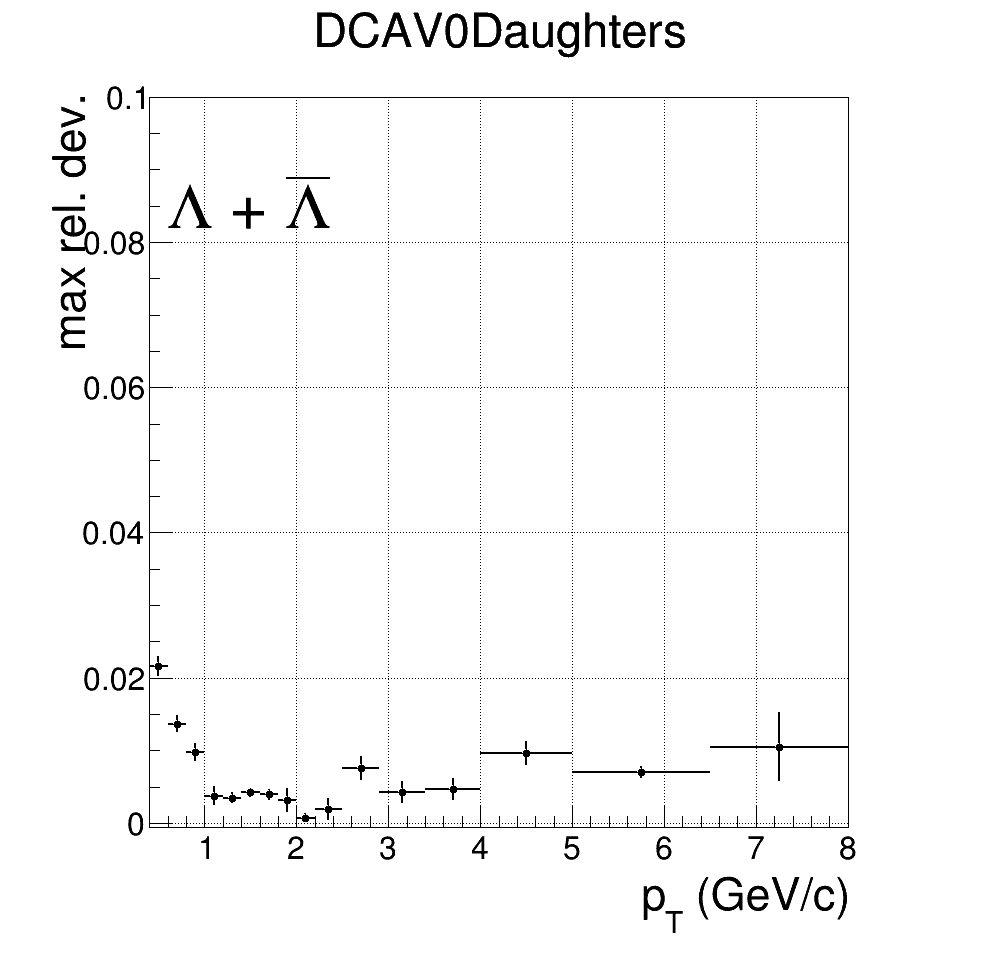 DCAV0Daughters
max rel. dev.
0.1
0.08
0.06
0.04
0.02
0
Λ + Λ̅
1 2 3 4 5 6 7 8
p_T (GeV/c)